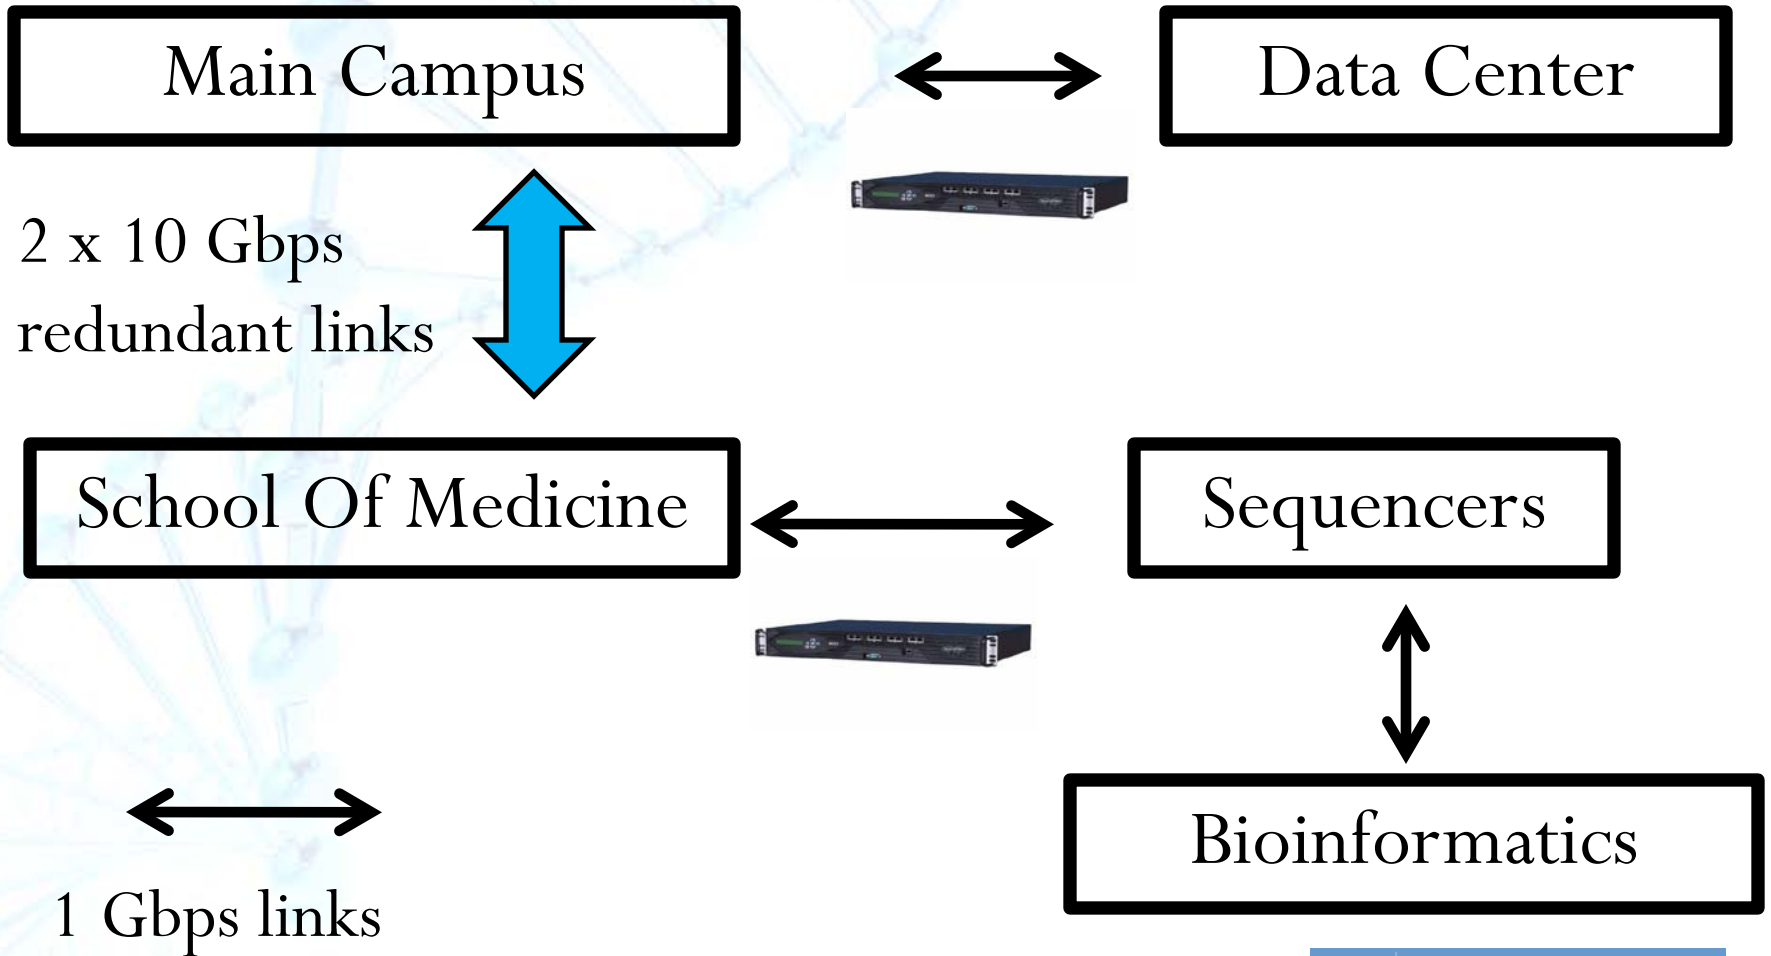 Main Campus
Data Center
2 x 10 Gbps
redundant links
School Of Medicine
Sequencers
Bioinformatics
1 Gbps links